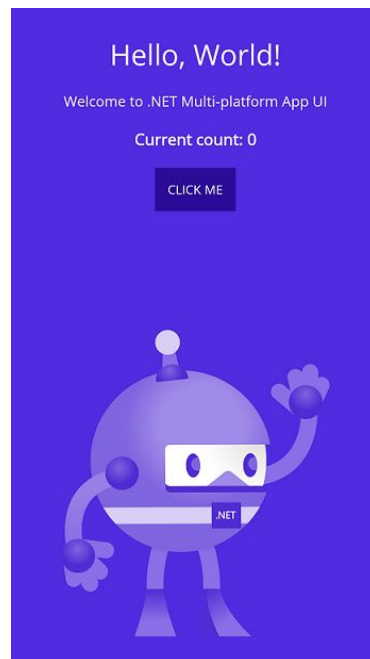 Hello, World!
Welcome to .NET Multi-platform App UI
Current count: 0
CLICK ME
.NET